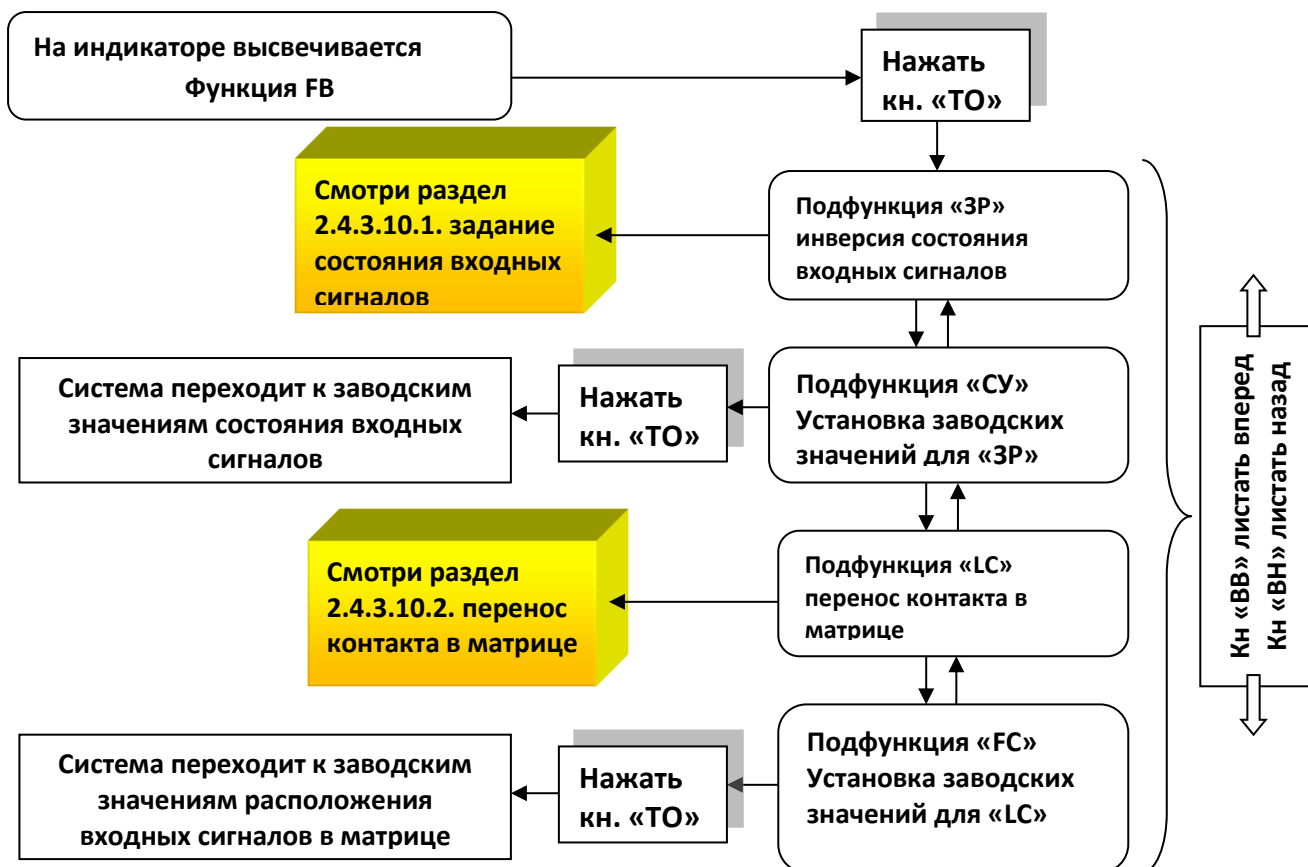 На индикаторе высвечивается
Функция FB
Нажать
кн. «ТО»
Смотри раздел
2.4.3.10.1. задание
состояния входных
сигналов
Подфункция «ЗР»
инверсия состояния
входных сигналов
Система переходит к заводским
значениям состояния входных
сигналов
Нажать
кн. «ТО»
Подфункция «СУ»
Установка заводских
значений для «ЗР»
Смотри раздел
2.4.3.10.2. перенос
контакта в матрице
Подфункция «LC»
перенос контакта в
матрице
Система переходит к заводским
значениям расположения
входных сигналов в матрице
Нажать
кн. «ТО»
Подфункция «FC»
Установка заводских
значений для «LC»
Кн «ВВ» листать вперед
Кн «ВН» листать назад